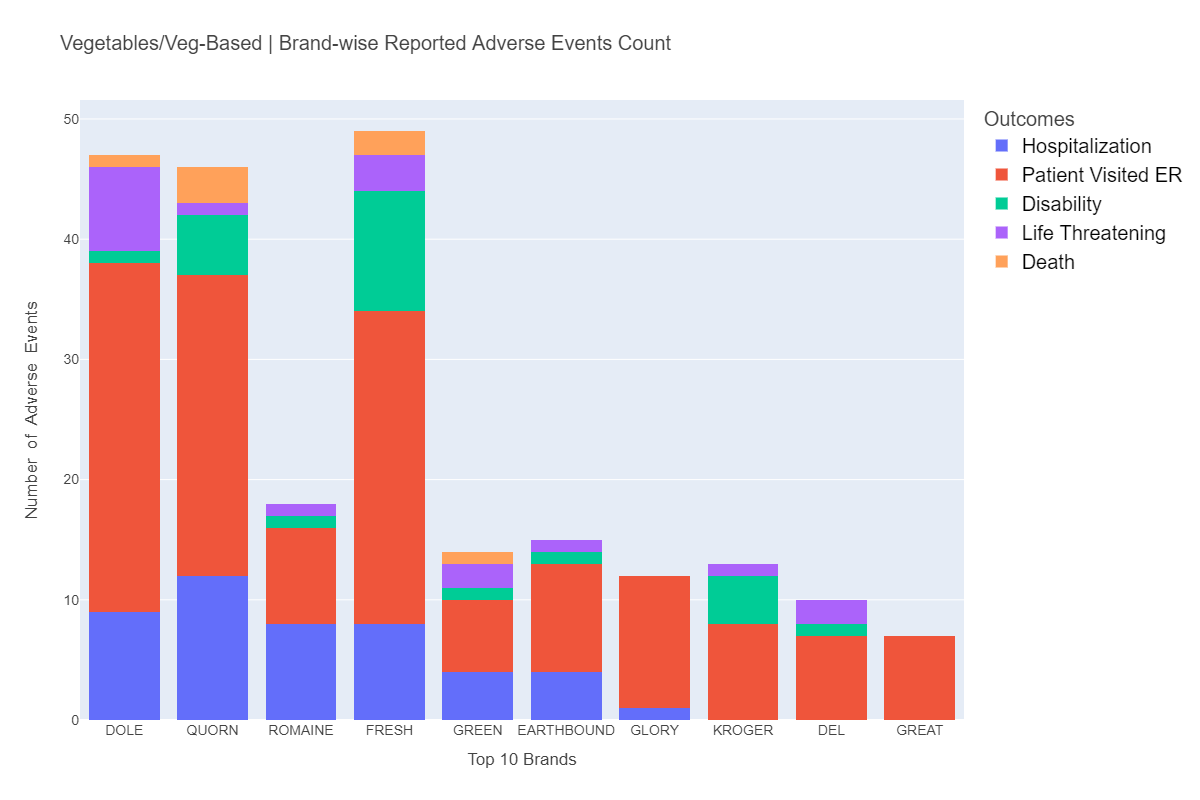 Vegetables/Veg-Based | Brand-wise Reported Adverse Events Count
Outcomes
Hospitalization
Patient Visited ER
Disability
Life Threatening
Death
Number of Adverse Events
50
40
30
20
10
0
DOLE QUORN ROMAINE FRESH GREEN EARTHBOUND GLORY KROGER DEL GREAT
Top 10 Brands